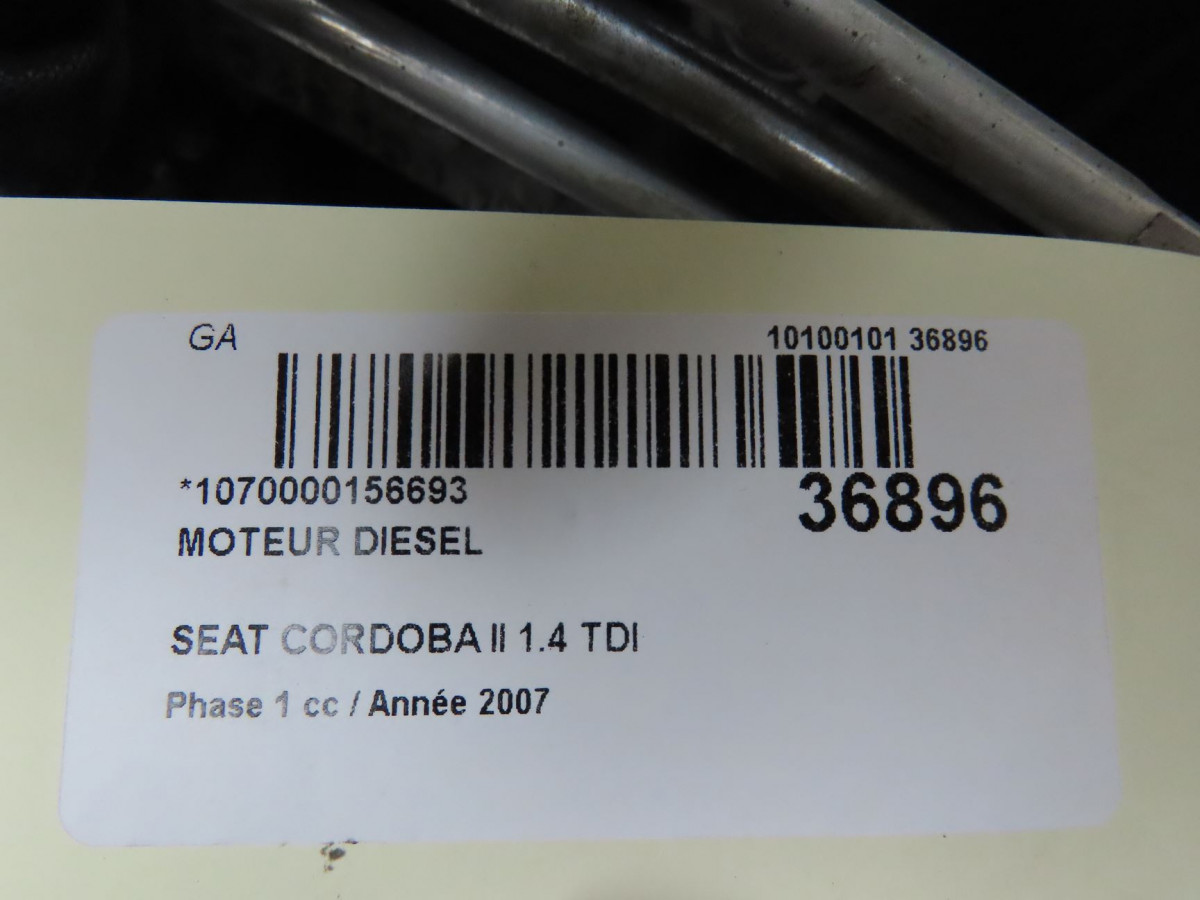 GA 10100101 36896
*1070000156693 36896
MOTEUR DIESEL
SEAT CORDOBA II 1.4 TDI
Phase 1 cc / Année 2007